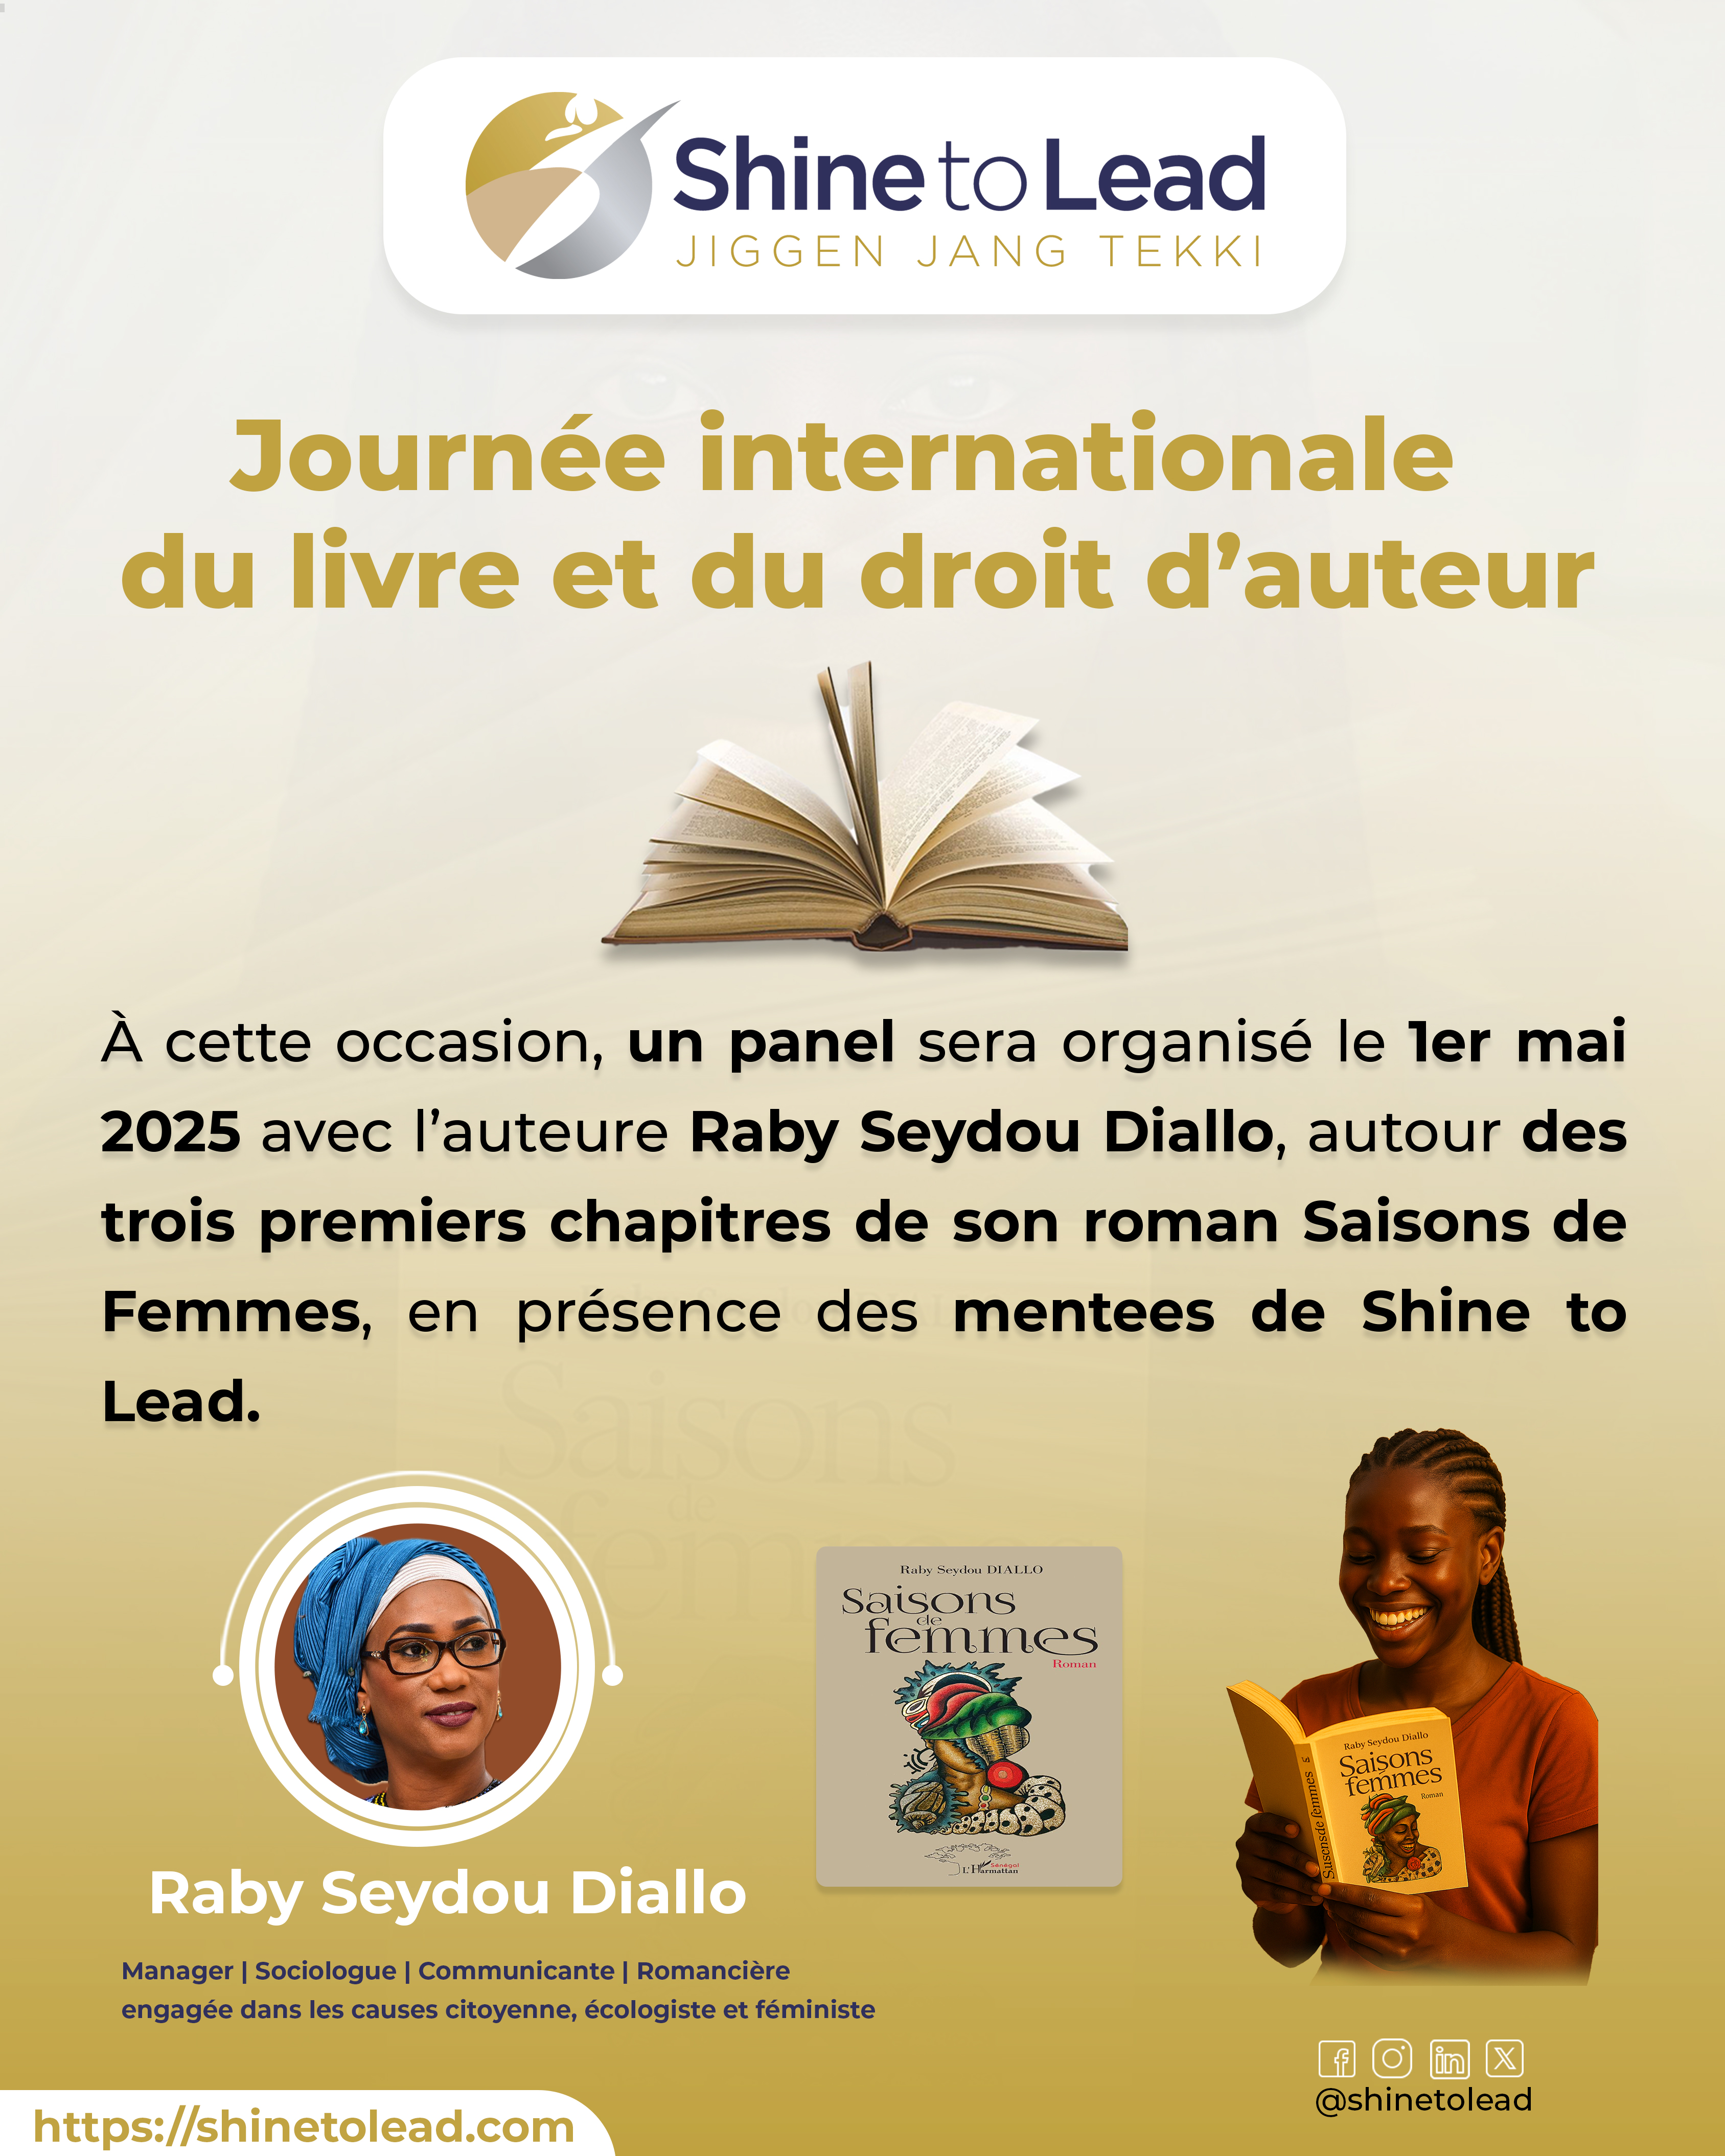 Shine to Lead
JIGGEN JANG TEKKI
Journée internationale
du livre et du droit d’auteur
À cette occasion, un panel sera organisé le 1er mai
2025 avec l’auteure Raby Seydou Diallo, autour des
trois premiers chapitres de son roman Saisons de
Femmes, en présence des mentees de Shine to
Lead.
Saisons
de
femmes
Raby Seydou DIALLO
Saisons
de
femmes
Roman
Sénégal
L'Harmattan
Raby Seydou Diallo
Saisons
femmes
Roman
Raby Seydou Diallo
Manager | Sociologue | Communicante | Romancière
engagée dans les causes citoyenne, écologiste et féministe
@shinetolead
https://shinetolead.com